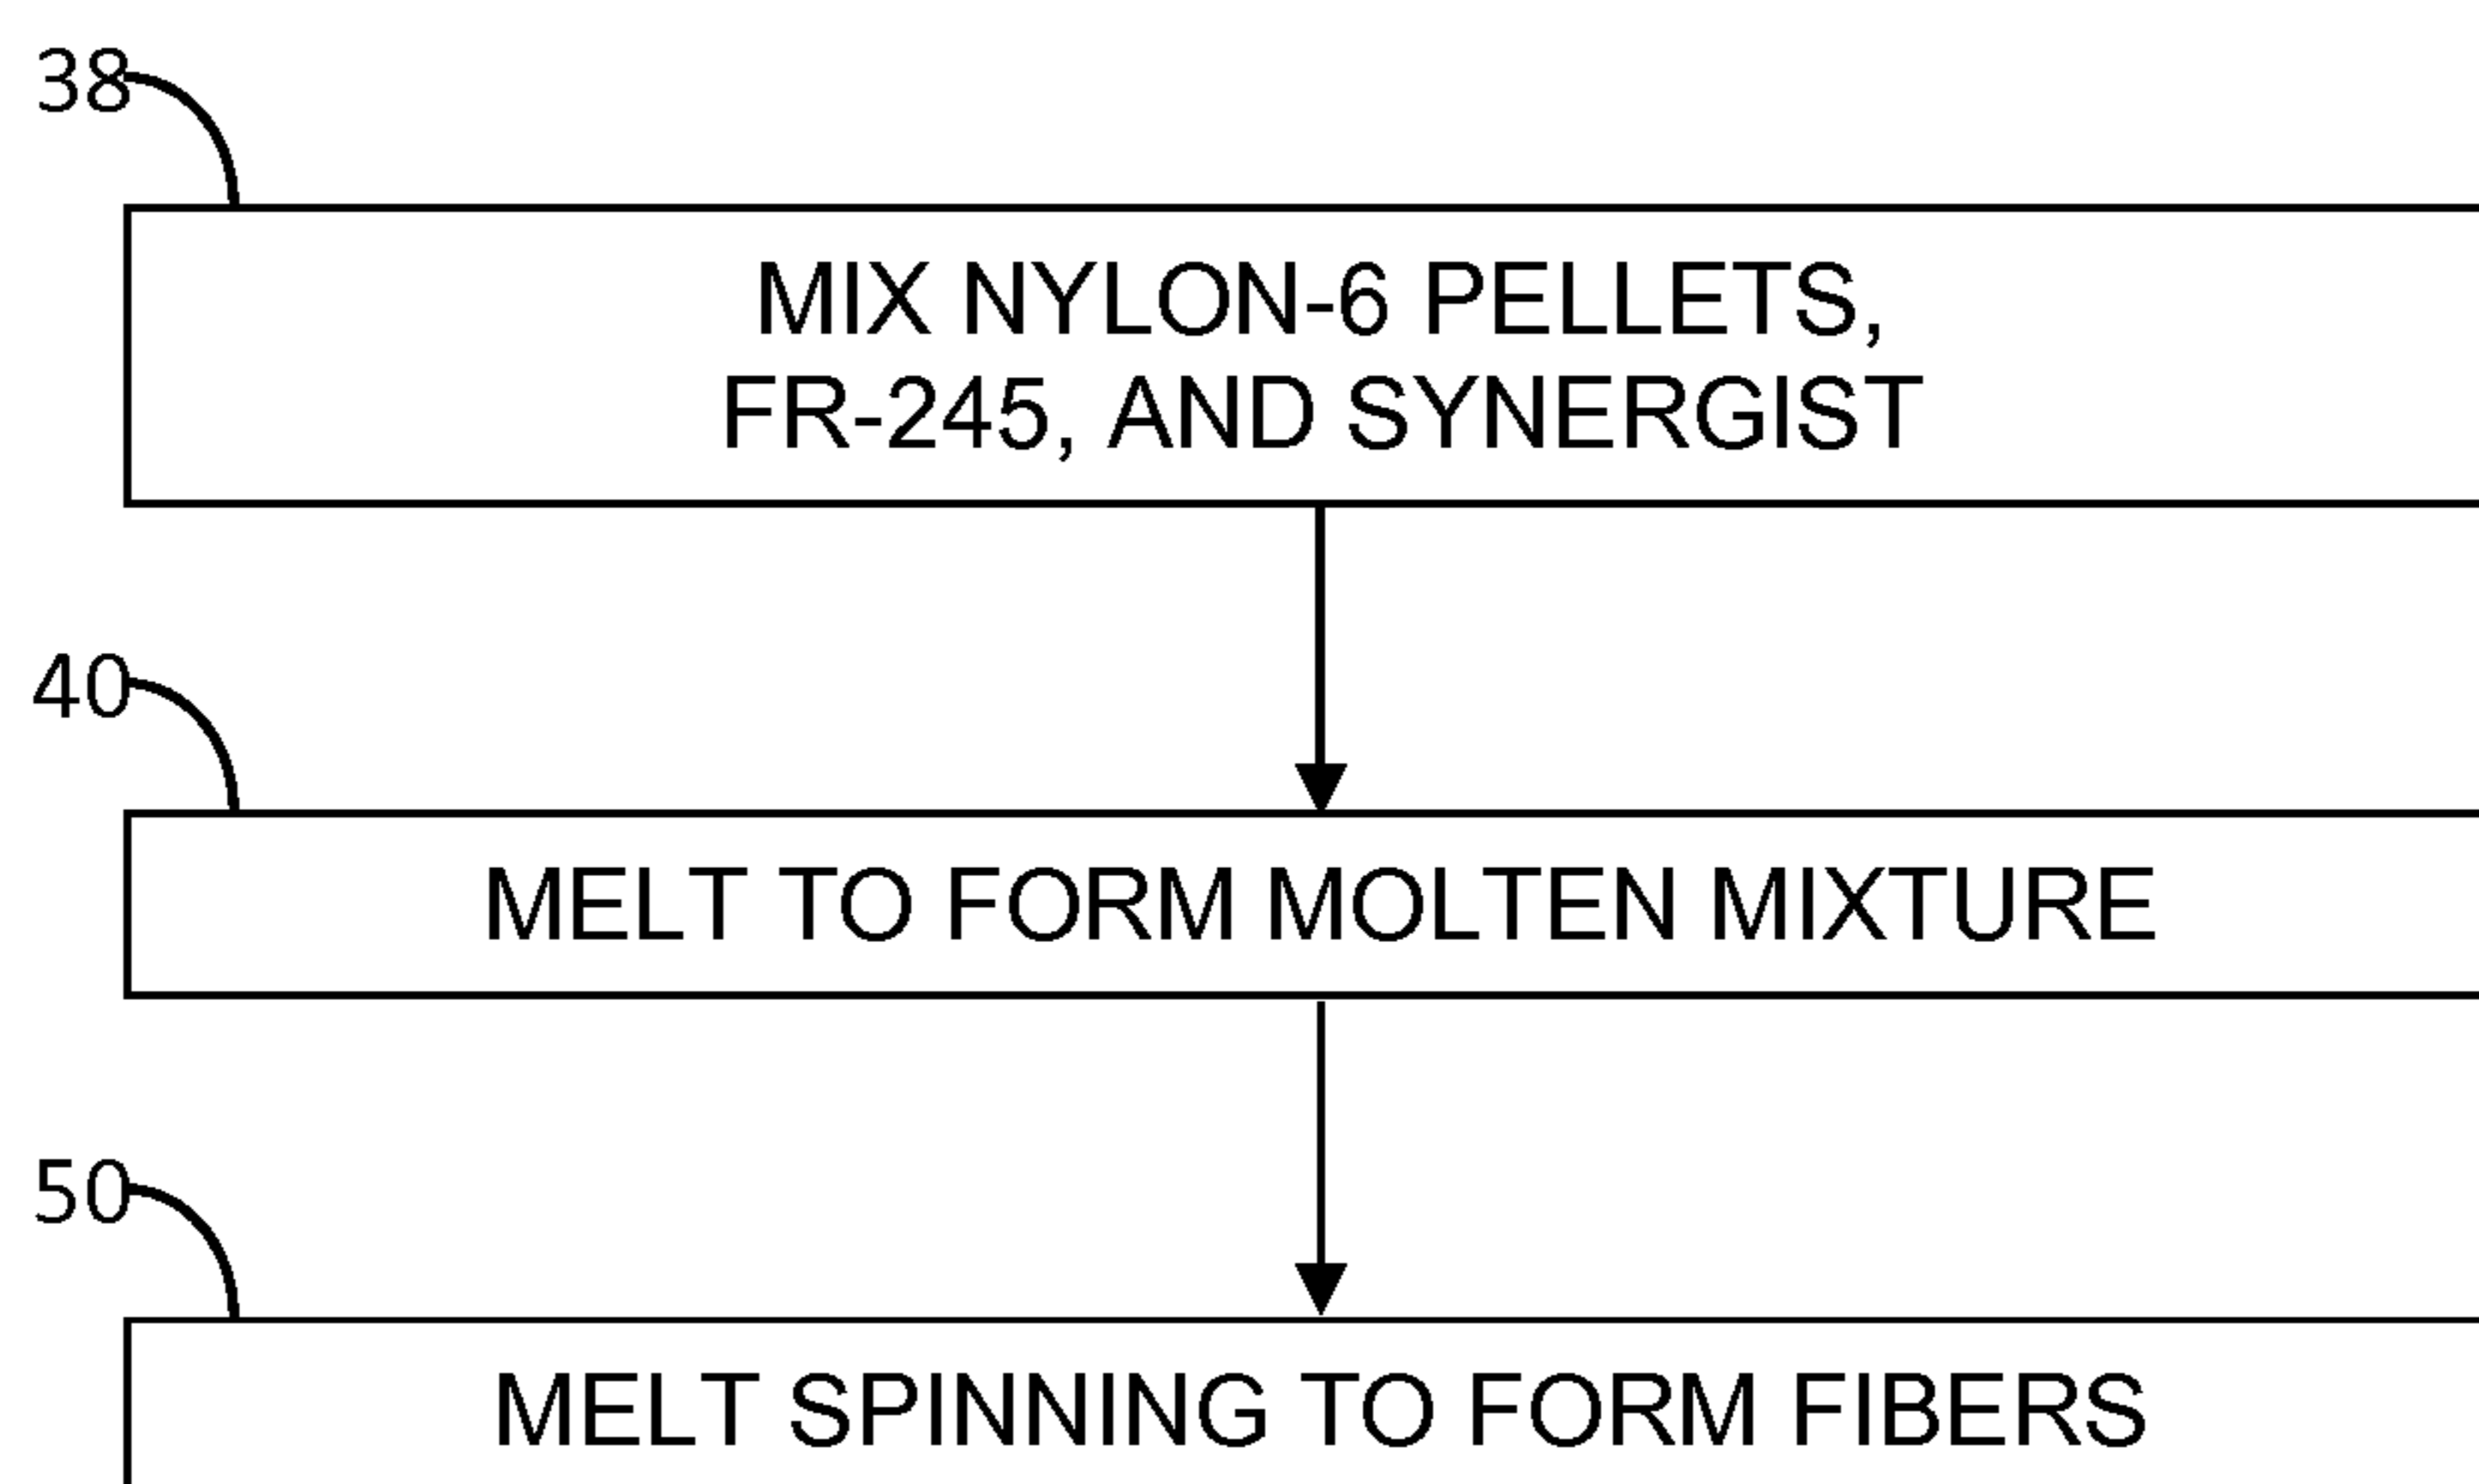 38
MIX NYLON-6 PELLETS,
FR-245, AND SYNERGIST
40
MELT TO FORM MOLTEN MIXTURE
50
MELT SPINNING TO FORM FIBERS